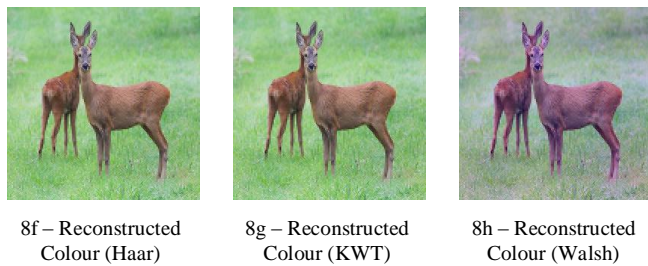 8f – Reconstructed
Colour (Haar)
8g – Reconstructed
Colour (KWT)
8h – Reconstructed
Colour (Walsh)